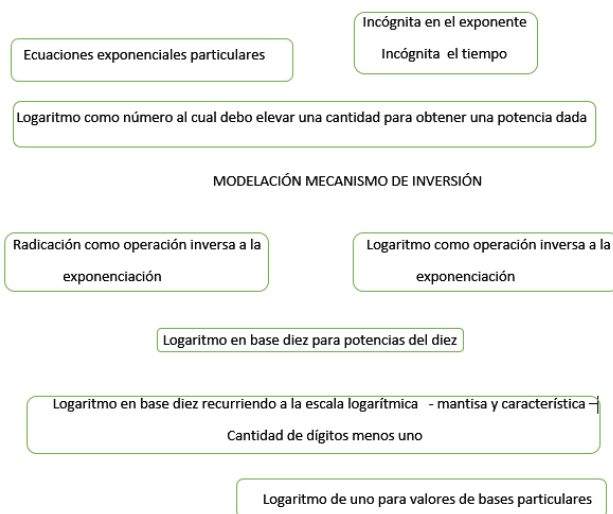 Incógnita en el exponente
Ecuaciones exponenciales particulares
Incógnita el tiempo
Logaritmo como número al cual debo elevar una cantidad para obtener una potencia dada
MODELACIÓN MECANISMO DE INVERSIÓN
Radicación como operación inversa a la
exponenciación
Logaritmo como operación inversa a la
exponenciación
Logaritmo en base diez para potencias del diez
Logaritmo en base diez recurriendo a la escala logarítmica - mantisa y característica –
Cantidad de dígitos menos uno
Logaritmo de uno para valores de bases particulares